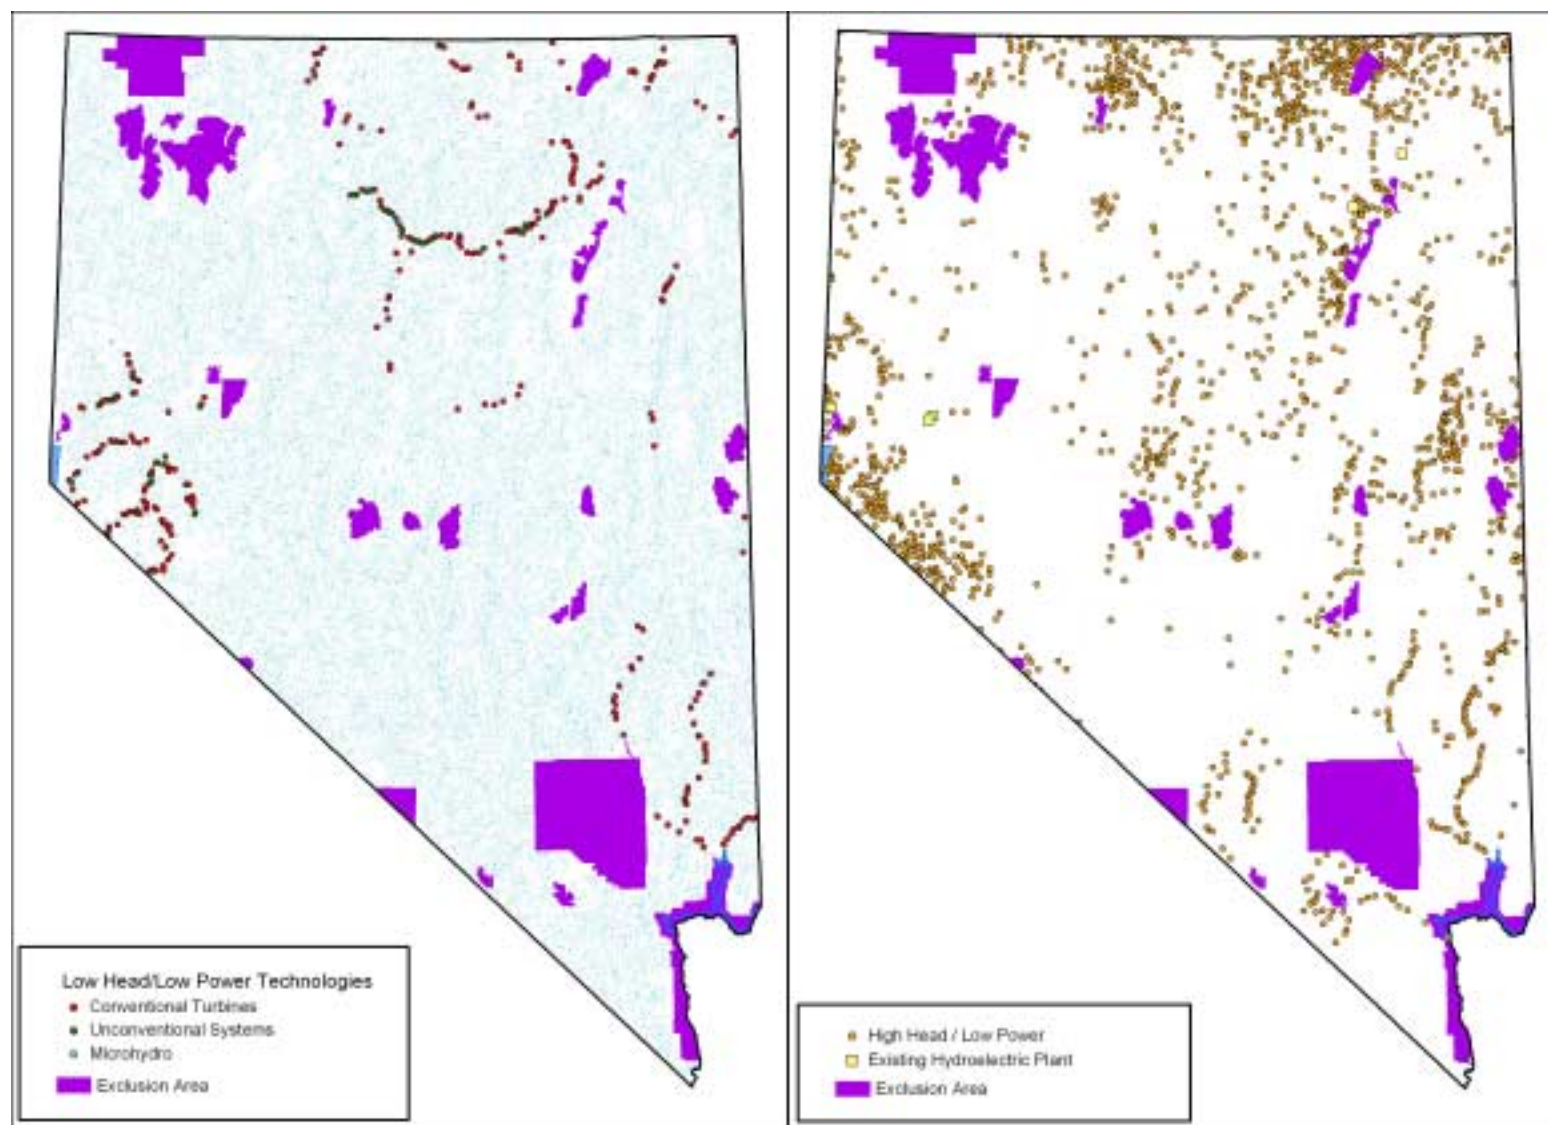 Low Head/Low Power Technologies
Conventional Turbines
Unconventional Systems
Microhydro
Exclusion Area
High Head / Low Power
Existing Hydroelectric Plant
Exclusion Area